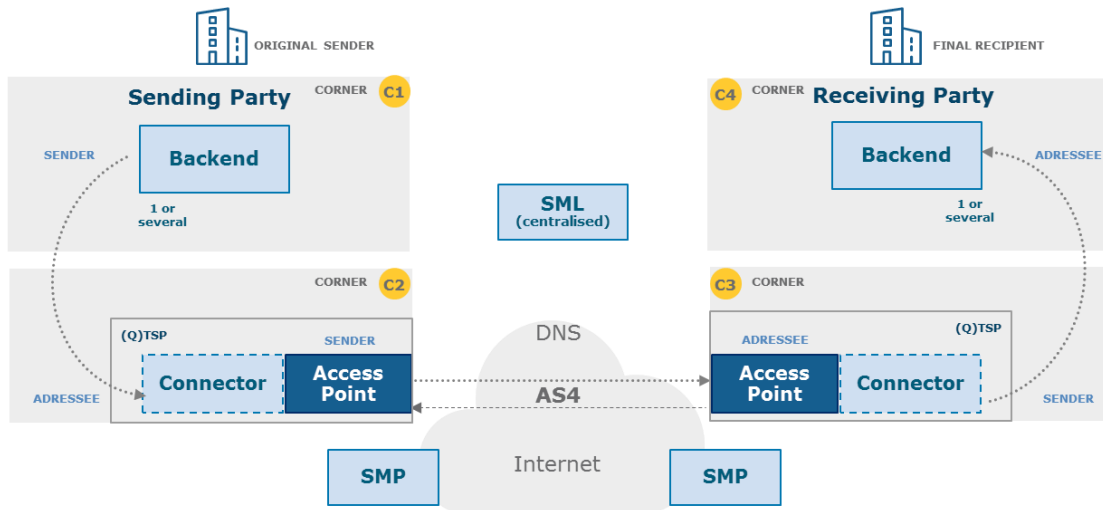 ORIGINAL SENDER
FINAL RECIPIENT
CORNER C1
Sending Party
SENDER
Backend
1 or
several
C4 CORNER
Receiving Party
Backend
ADRESSEE
1 or
several
SML
(centralised)
CORNER C2
(Q)TSP
SENDER
Connector
Access
Point
ADRESSEE
C3 CORNER
(Q)TSP
ADRESSEE
Access
Point
Connector
SENDER
DNS
AS4
Internet
SMP
SMP